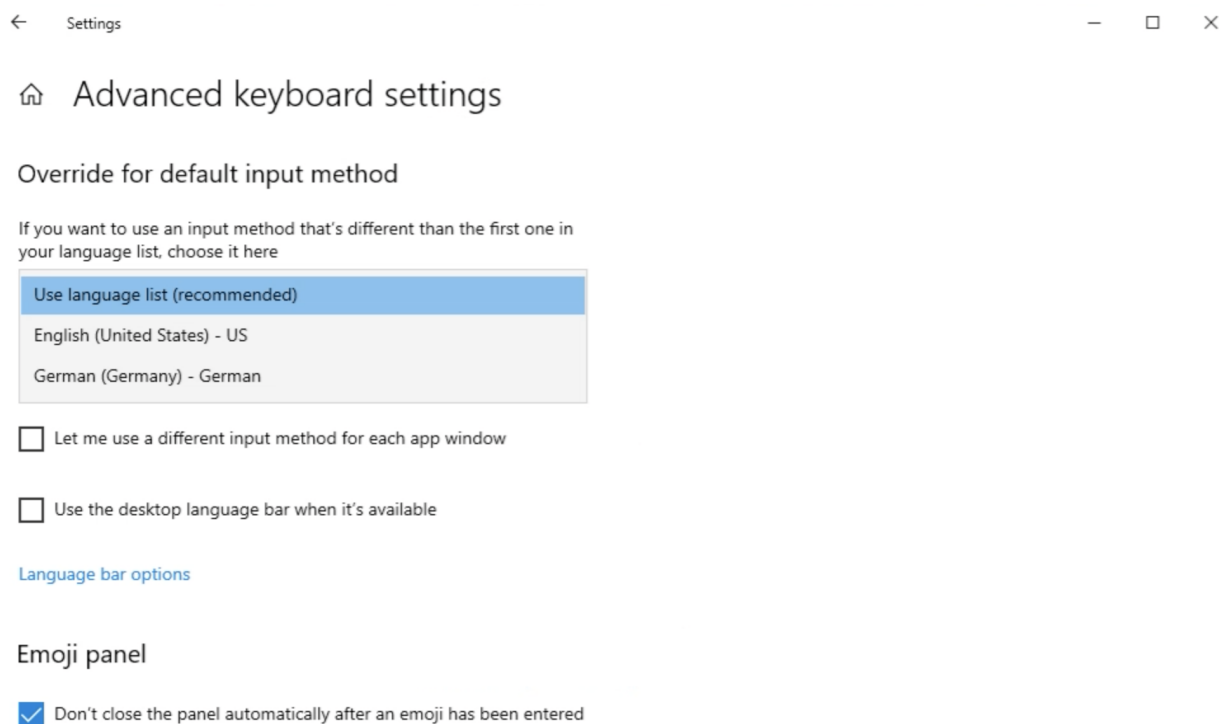 Settings
Advanced keyboard settings
Override for default input method
If you want to use an input method that's different than the first one in
your language list, choose it here
Use language list (recommended)
English (United States) - US
German (Germany) - German
Let me use a different input method for each app window
Use the desktop language bar when it's available
Language bar options
Emoji panel
Don't close the panel automatically after an emoji has been entered